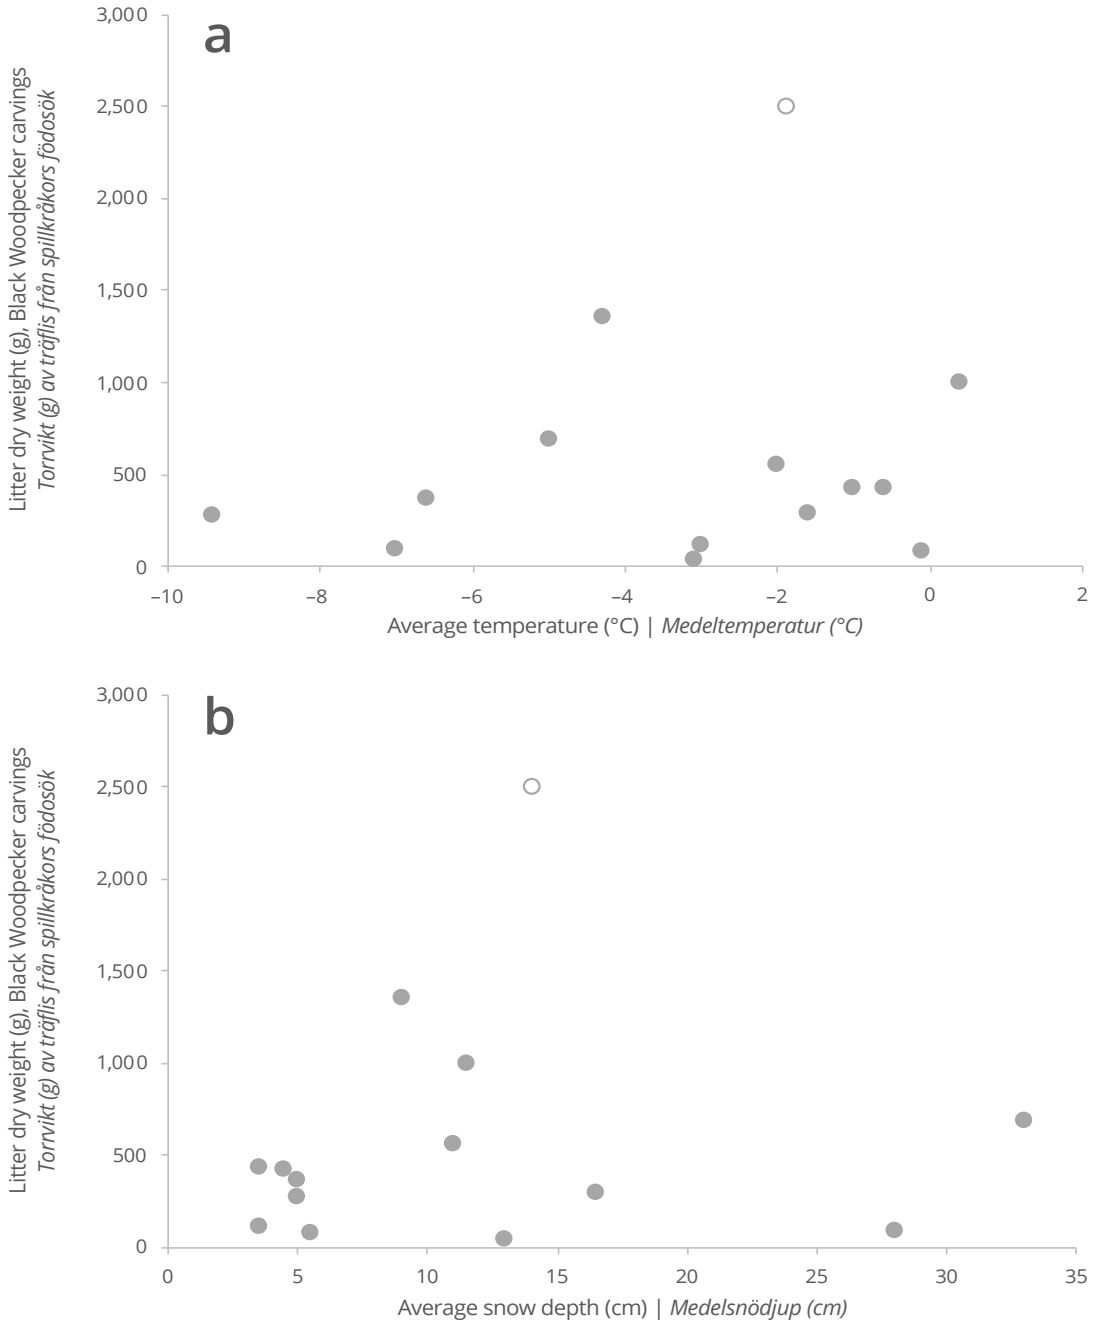 a
Litter dry weight (g), Black Woodpecker carvings
Torrvikt (g) av träflis från spillkråkors födosök
3,000
2,500
2,000
1,500
1,000
500
0
–10 –8 –6 –4 –2 0 2
Average temperature (°C) | Medeltemperatur (°C)
b
Litter dry weight (g), Black Woodpecker carvings
Torrvikt (g) av träflis från spillkråkors födosök
3,000
2,500
2,000
1,500
1,000
500
0
0 5 10 15 20 25 30 35
Average snow depth (cm) | Medelsnödjup (cm)